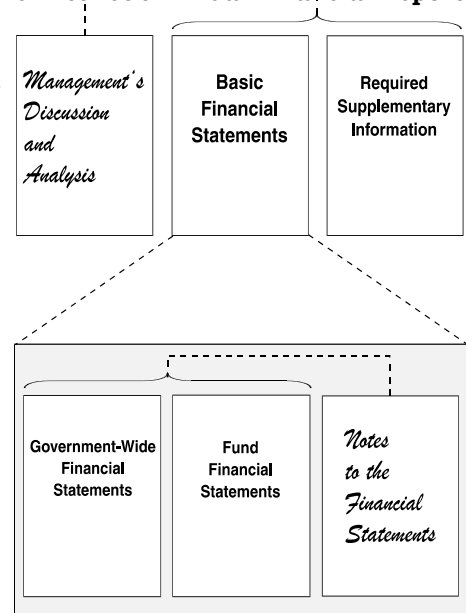 Management's
Discussion
and
Analysis
Basic
Financial
Statements
Required
Supplementary
Information
Government-Wide
Financial
Statements
Fund
Financial
Statements
Notes
to the
Financial
Statements